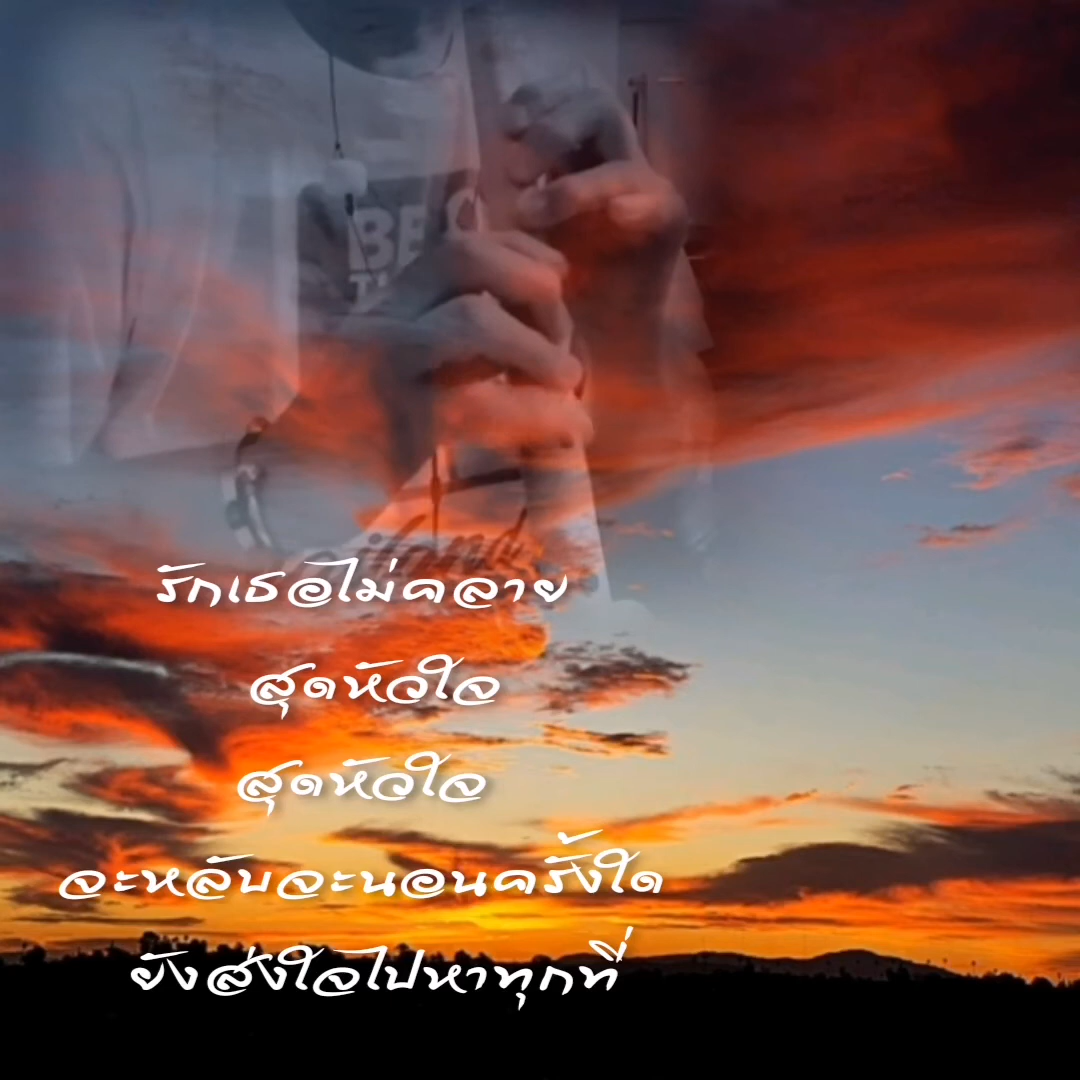 BE
รักเธอไม่คลาย
สุดหัวใจ
สุดหัวใจ
จะหลับจะนอนครั้งใด
ยังส่งใจไปหาทุกที่